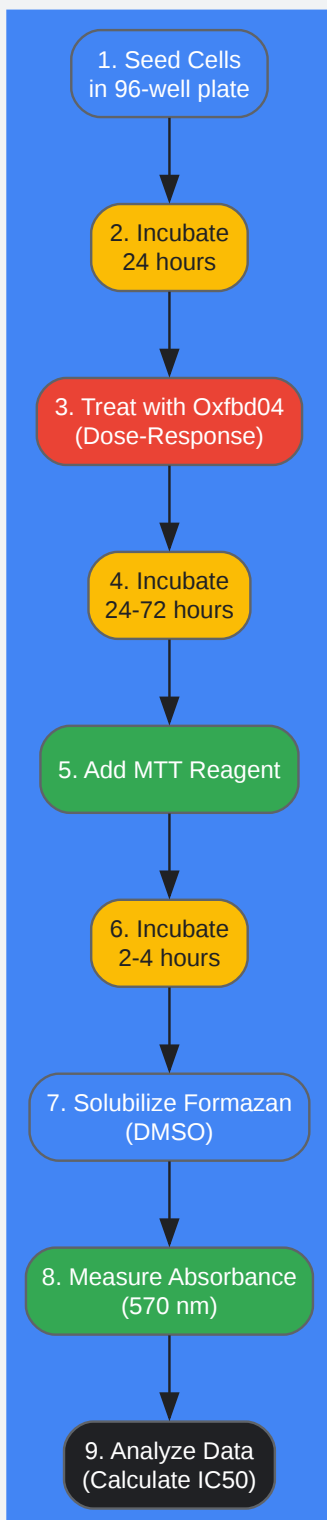 1. Seed Cells
in 96-well plate
2. Incubate
24 hours
3. Treat with Oxfbd04
(Dose-Response)
4. Incubate
24-72 hours
5. Add MTT Reagent
6. Incubate
2-4 hours
7. Solubilize Formazan
(DMSO)
8. Measure Absorbance
(570 nm)
9. Analyze Data
(Calculate IC50)